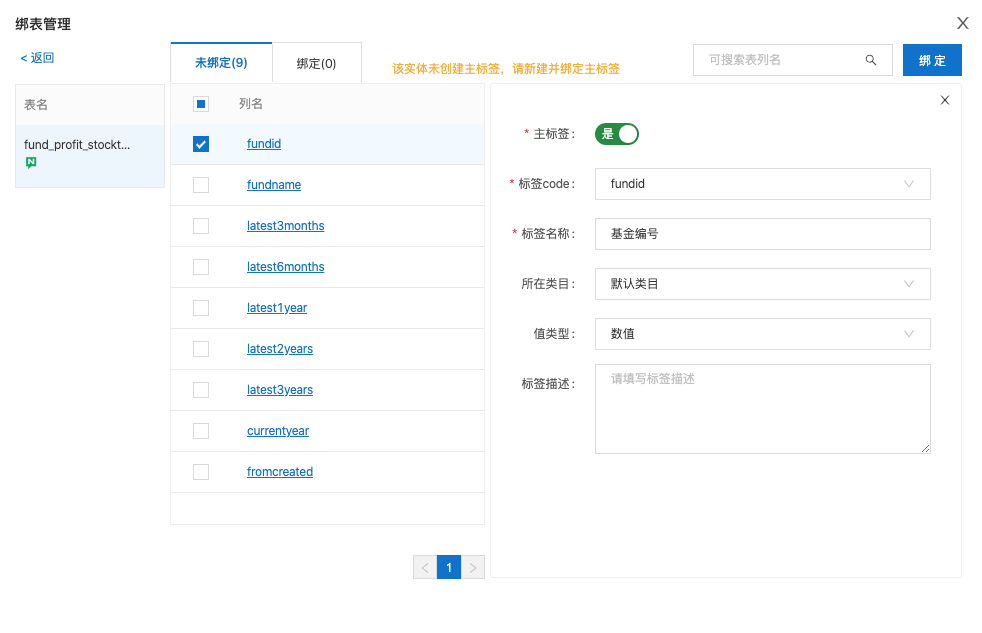 绑表管理
X
< 返回
未绑定(9)
绑定(0)
该实体未创建主标签，请新建并绑定主标签
可搜索表列名
绑 定
表名
fund_profit_stockt...
N
列名
fundid
fundname
latest3months
latest6months
latest1year
latest2years
latest3years
currentyear
fromcreated
< 1 >
X
* 主标签： 是
* 标签code： fundid
* 标签名称： 基金编号
所在类目： 默认类目
值类型： 数值
标签描述： 请填写标签描述